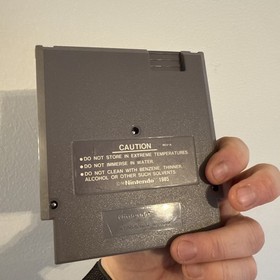 CAUTION
• DO NOT STORE IN EXTREME TEMPERATURES.
• DO NOT IMMERSE IN WATER.
• DO NOT CLEAN WITH BENZENE, THINNER,
ALCOHOL OR OTHER SUCH SOLVENTS.
Nintendo 1985
Nintendo